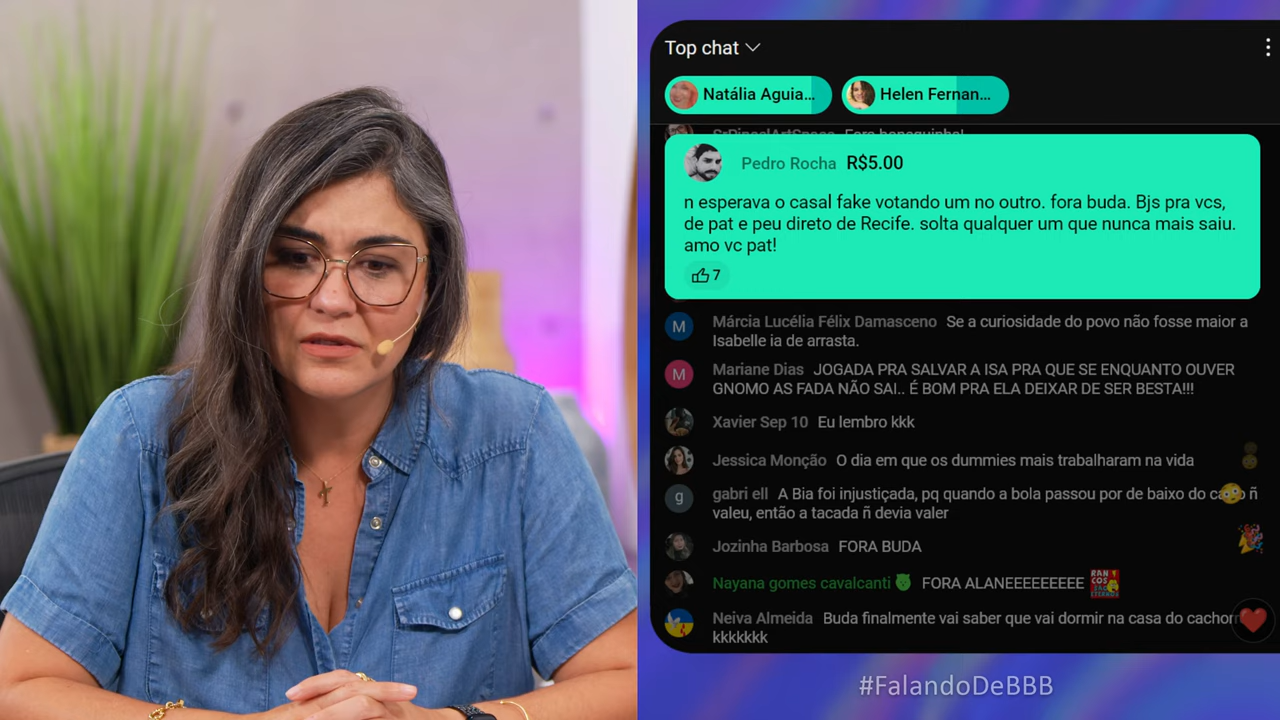 Top chat
Natália Aguia...
Helen Fernan...
Fora
Pedro Rocha R$5.00
n esperava o casal fake votando um no outro. fora buda. Bjs pra vcs,
de pat e peu direto de Recife. solta qualquer um que nunca mais saiu.
amo vc pat!
7
M Márcia Lucélia Félix Damasceno Se a curiosidade do povo não fosse maior a
Isabelle ia de arrasta.
M Mariane Dias JOGADA PRA SALVAR A ISA PRA QUE SE ENQUANTO OUVER
GNOMO AS FADA NÃO SAI.. É BOM PRA ELA DEIXAR DE SER BESTA!!!
Xavier Sep 10 Eu lembro kkk
Jessica Monção O dia em que os dummies mais trabalharam na vida
g gabri ell A Bia foi injustiçada, pq quando a bola passou por de baixo do ñ
valeu, então a tacada ñ devia valer
Jozinha Barbosa FORA BUDA
Nayana gomes cavalcanti FORA ALANEEEEEEEEE
Neiva Almeida Buda finalmente vai saber que vai dormir na casa do
kkkkkkk
#FalandoDeBBB